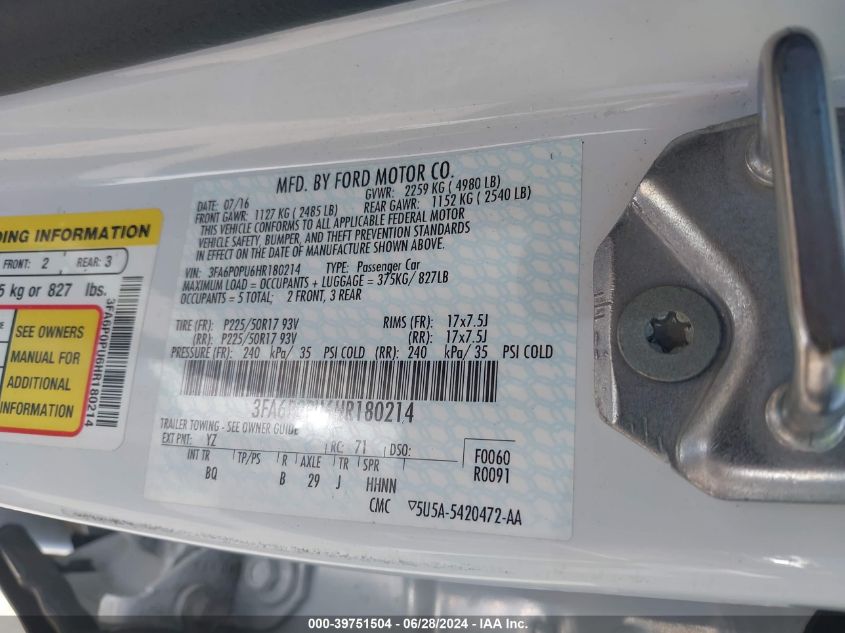 MFD. BY FORD MOTOR CO.
DATE: 07/16
GVWR: 2259 KG ( 4980 LB)
FRONT GAWR: 1127 KG ( 2485 LB)
REAR GAWR: 1152 KG ( 2540 LB)
THIS VEHICLE CONFORMS TO ALL APPLICABLE FEDERAL MOTOR
VEHICLE SAFETY, BUMPER, AND THEFT PREVENTION STANDARDS
IN EFFECT ON THE DATE OF MANUFACTURE SHOWN ABOVE.
VIN: 3FA6P0PU6HR180214 TYPE: Passenger Car
MAXIMUM LOAD = OCCUPANTS + LUGGAGE = 375KG/ 827LB
OCCUPANTS = 5 TOTAL; 2 FRONT, 3 REAR
TIRE (FR): P225/50R17 93V RIMS (FR): 17x7.5J
(RR): P225/50R17 93V (RR): 17x7.5J
PRESSURE (FR): 240 kPa/ 35 PSI COLD (RR): 240 kPa/ 35 PSI COLD
3FA6P0PU6HR180214
TRAILER TOWING - SEE OWNER GUIDE
EXT PNT: YZ RC: 71 DSO:
INT TR TP/PS R AXLE TR SPR
BQ B 29 J HHNN
F0060
R0091
CMC ▽5U5A-5420472-AA
DING INFORMATION
FRONT: 2 REAR: 3
5 kg or 827 lbs.
SEE OWNERS
MANUAL FOR
ADDITIONAL
INFORMATION
3FA6P0PU6HR180214
000-39751504 - 06/28/2024 - IAA Inc.